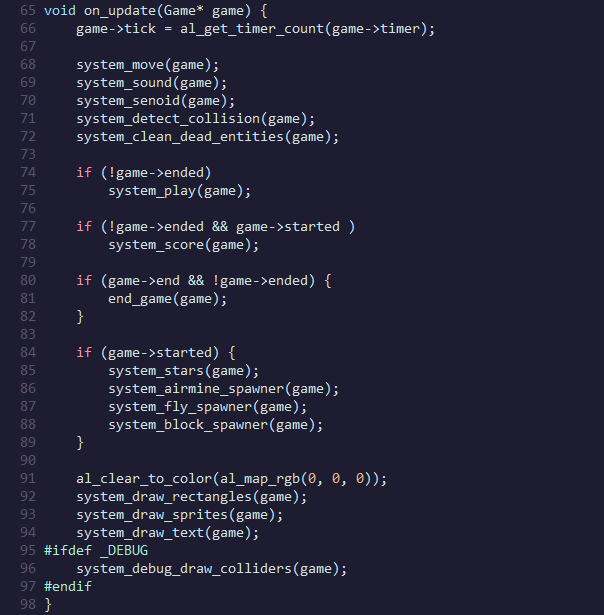 65 void on_update(Game* game) {
66     game->tick = al_get_timer_count(game->timer);
67
68     system_move(game);
69     system_sound(game);
70     system_senoid(game);
71     system_detect_collision(game);
72     system_clean_dead_entities(game);
73
74     if (!game->ended)
75         system_play(game);
76
77     if (!game->ended && game->started )
78         system_score(game);
79
80     if (game->end && !game->ended) {
81         end_game(game);
82     }
83
84     if (game->started) {
85         system_stars(game);
86         system_airmine_spawner(game);
87         system_fly_spawner(game);
88         system_block_spawner(game);
89     }
90
91     al_clear_to_color(al_map_rgb(0, 0, 0));
92     system_draw_rectangles(game);
93     system_draw_sprites(game);
94     system_draw_text(game);
95 #ifdef _DEBUG
96     system_debug_draw_colliders(game);
97 #endif
98 }